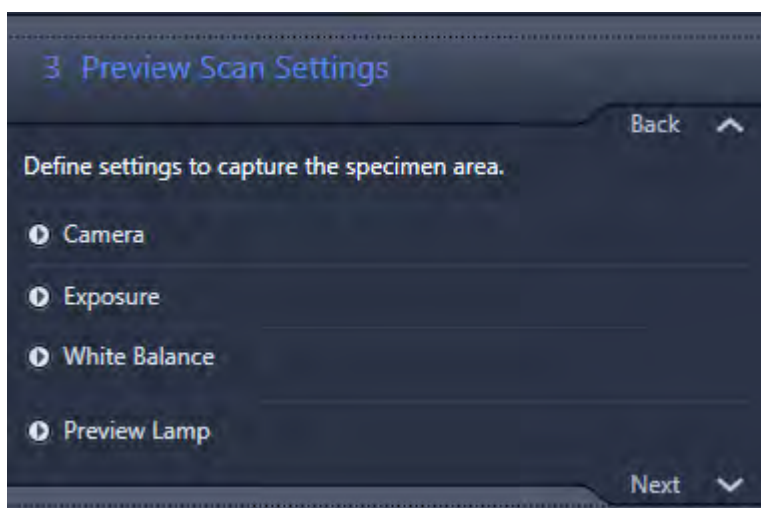 3 Preview Scan Settings
Back
Define settings to capture the specimen area.
Camera
Exposure
White Balance
Preview Lamp
Next